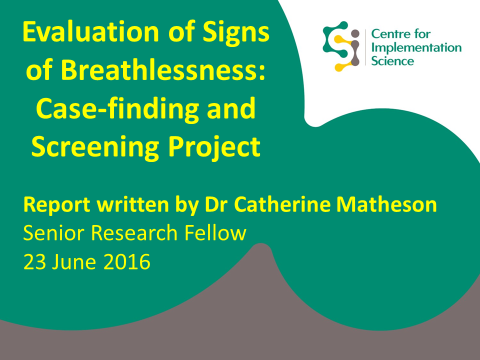 Evaluation of Signs
of Breathlessness:
Case-finding and
Screening Project
Centre for
Implementation
Science
Report written by Dr Catherine Matheson
Senior Research Fellow
23 June 2016